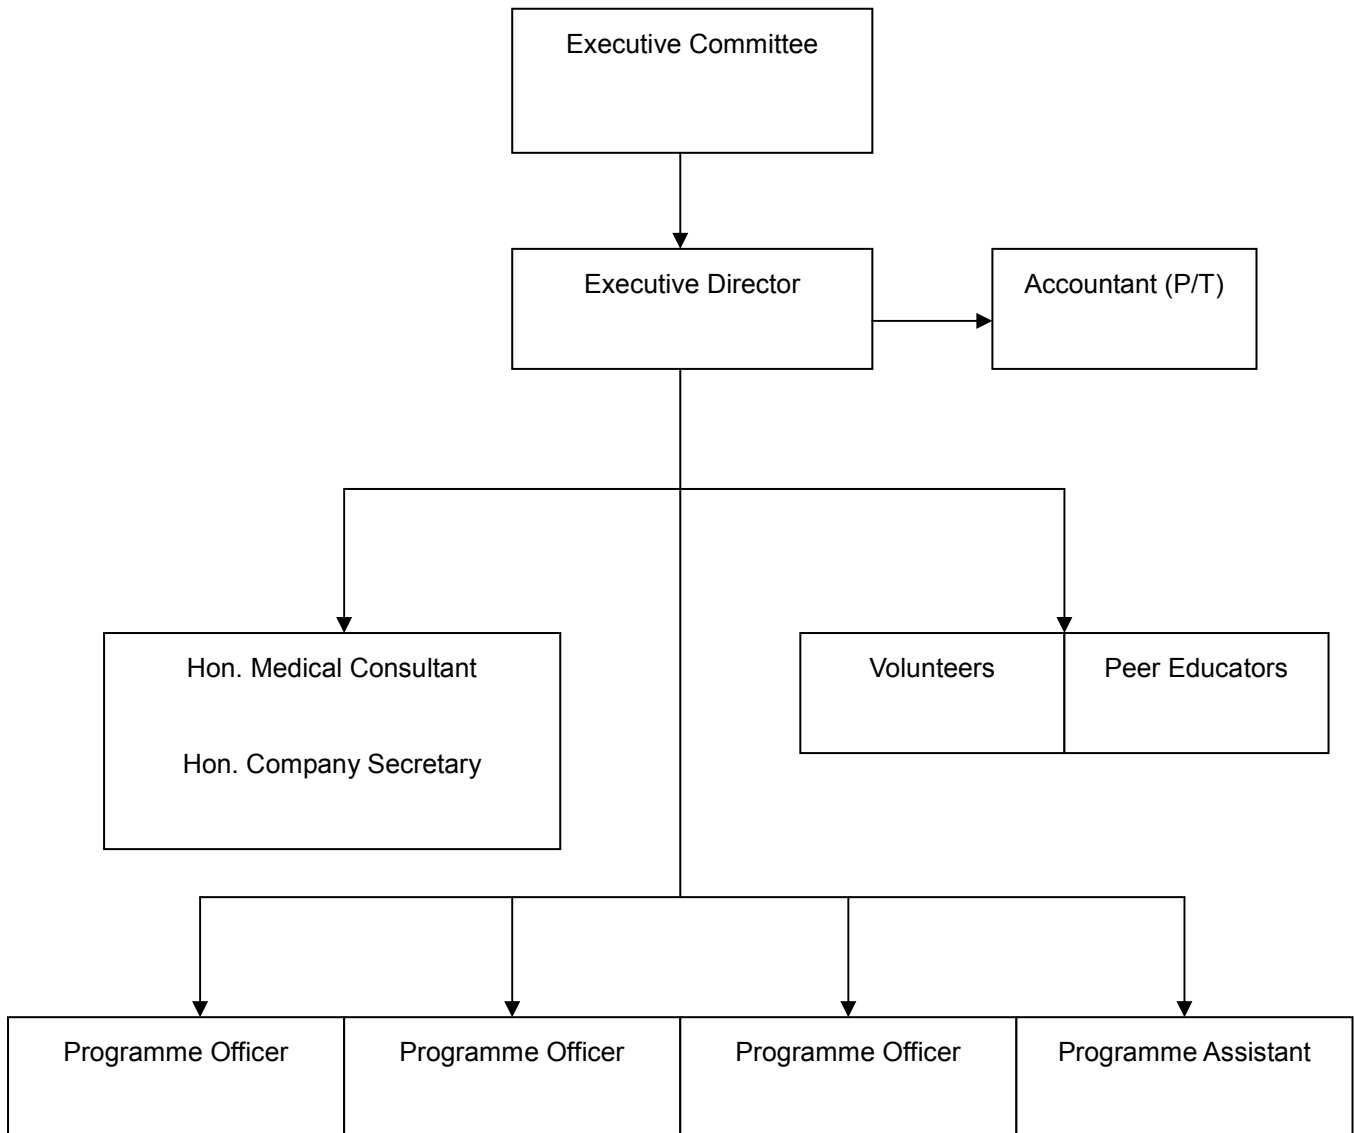 Executive Committee
Executive Director
Accountant (P/T)
Hon. Medical Consultant
Hon. Company Secretary
Volunteers
Peer Educators
Programme Officer
Programme Officer
Programme Officer
Programme Assistant